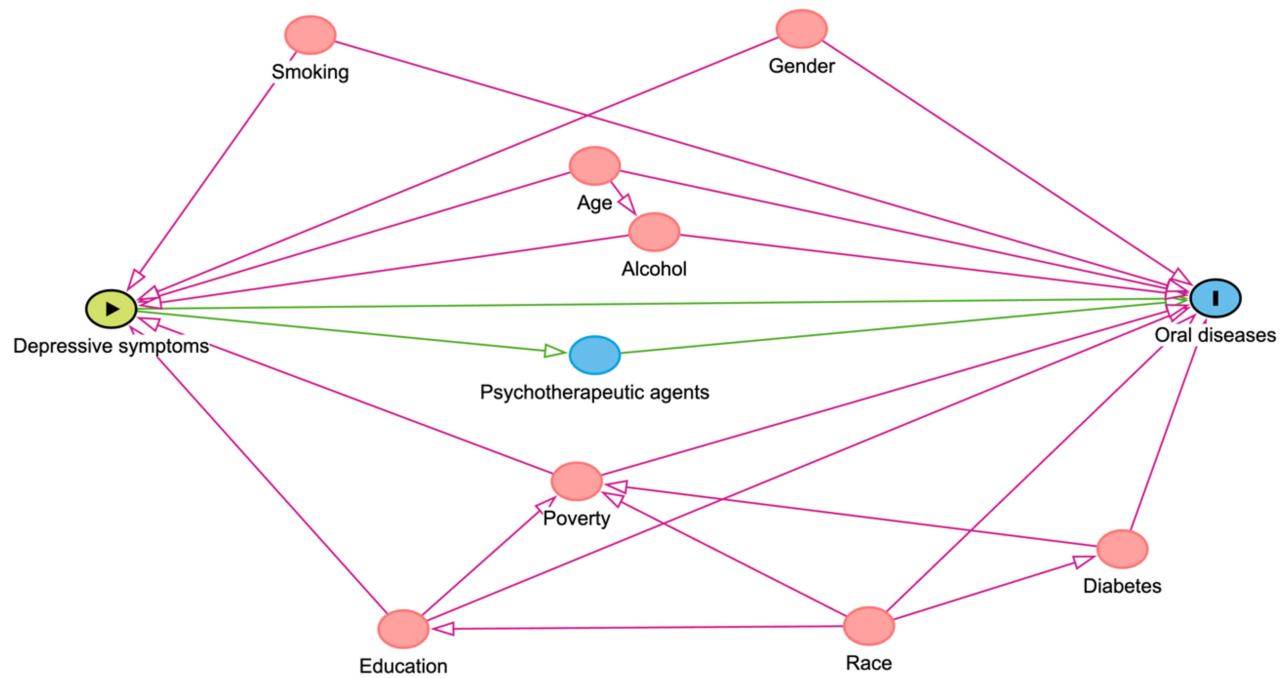 Smoking
Gender
Age
Alcohol
Depressive symptoms
Oral diseases
Psychotherapeutic agents
Poverty
Diabetes
Education
Race